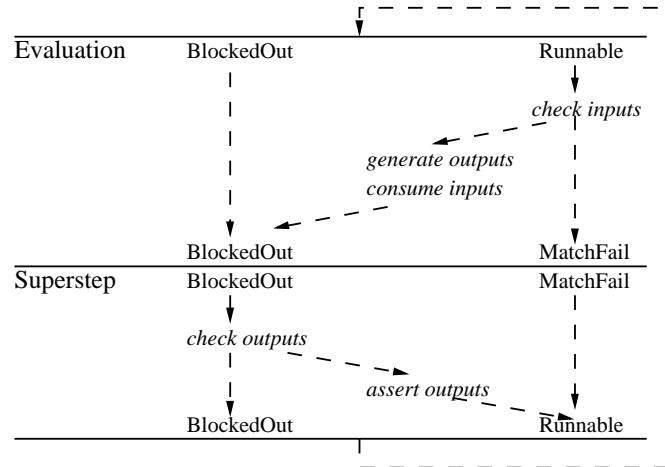 Evaluation BlockedOut Runnable
check inputs
generate outputs
consume inputs
BlockedOut MatchFail
Superstep BlockedOut MatchFail
check outputs
assert outputs
BlockedOut Runnable